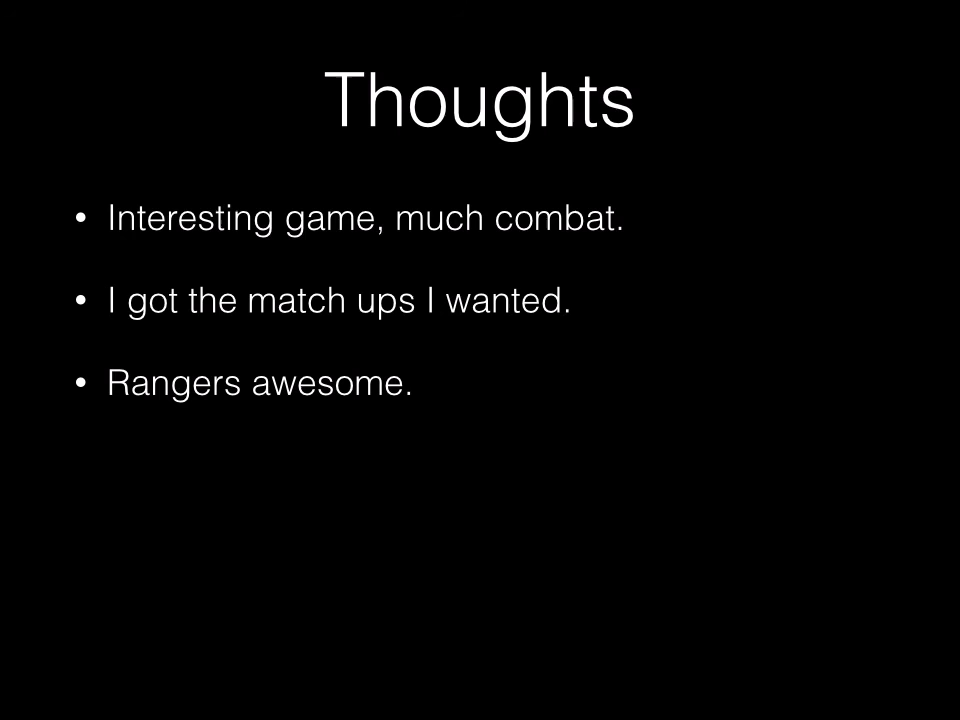 Thoughts
• Interesting game, much combat.
• I got the match ups I wanted.
• Rangers awesome.